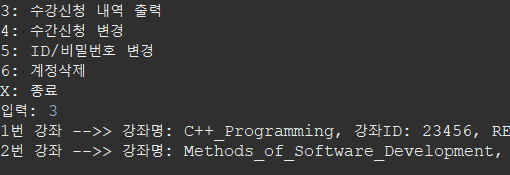 3: 수강신청 내역 출력
4: 수간신청 변경
5: ID/비밀번호 변경
6: 계정삭제
X: 종료
입력: 3
1번 강좌 -->> 강좌명: C++_Programming, 강좌ID: 23456, RE
2번 강좌 -->> 강좌명: Methods_of_Software_Development,